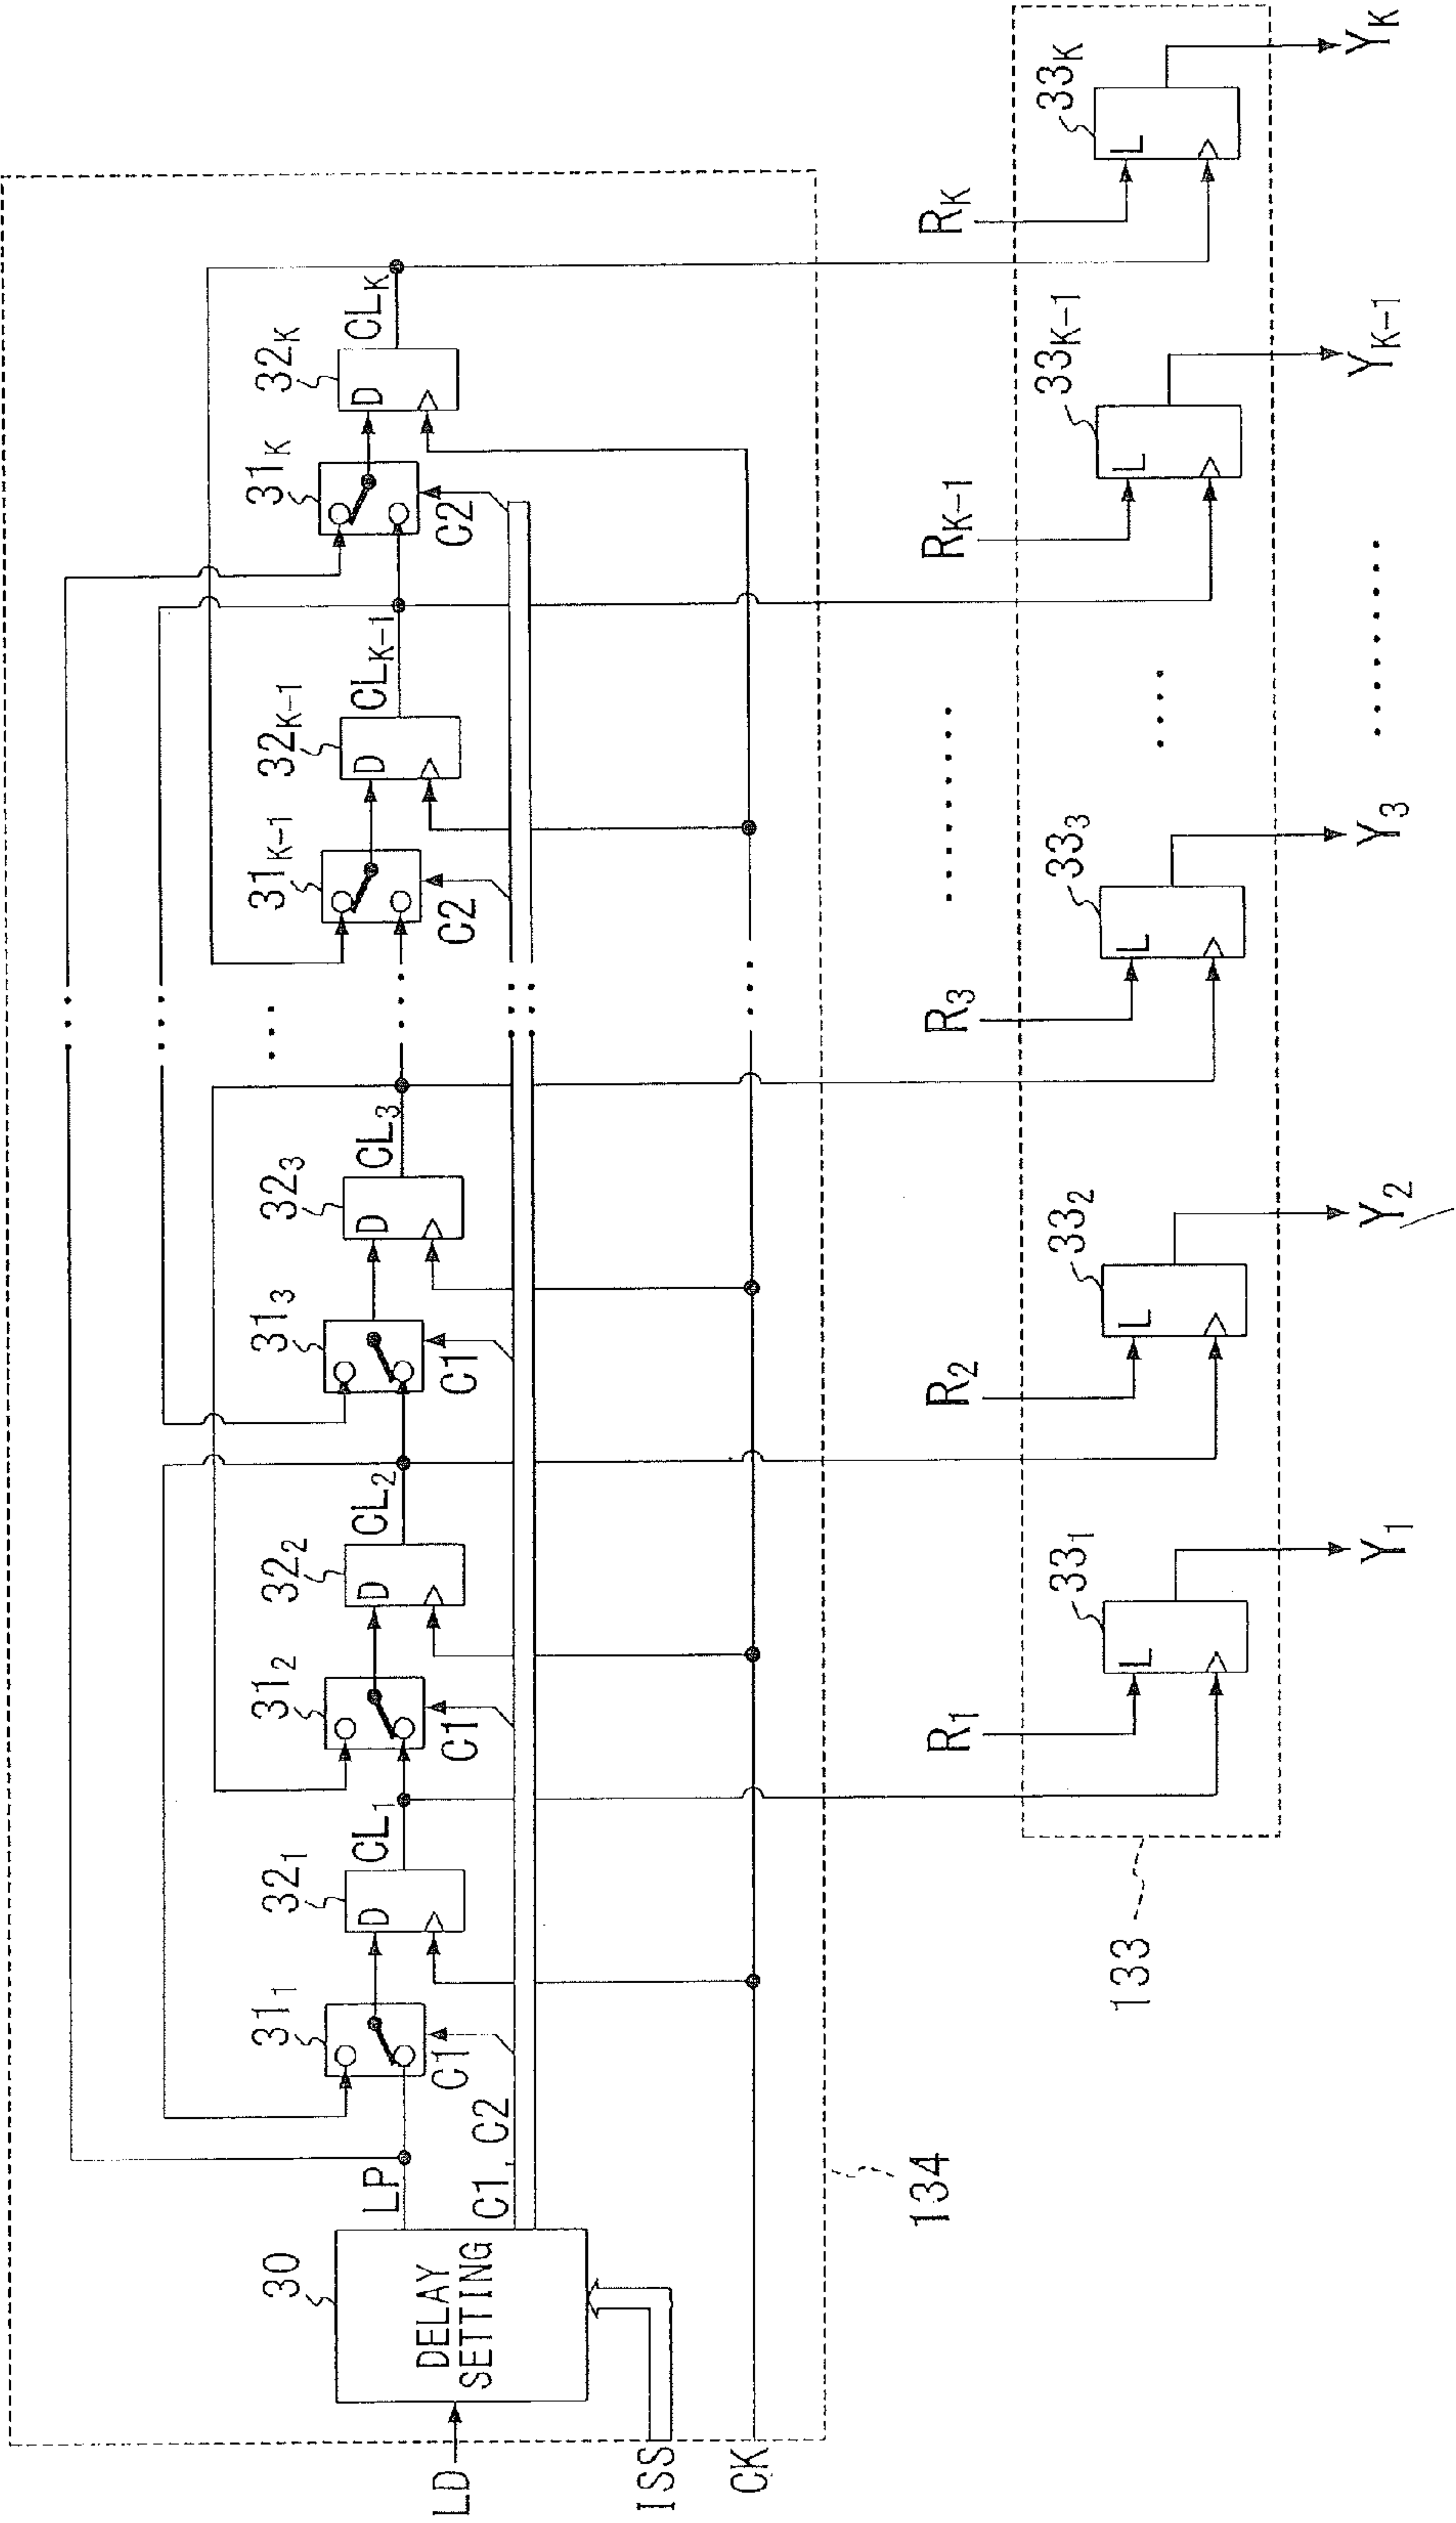 30
DELAY
SETTING
LD
ISS
CK
LP
C1, C2
134
31₁
C1
32₁
D
CL₁
31₂
C1
32₂
D
CL₂
31₃
C1
32₃
D
CL₃
31K-1
C2
32K-1
D
CLK-1
31K
C2
32K
D
CLK
133
R₁
33₁
L
Y₁
R₂
33₂
L
Y₂
R₃
33₃
L
Y₃
RK-1
33K-1
L
YK-1
RK
33K
L
YK